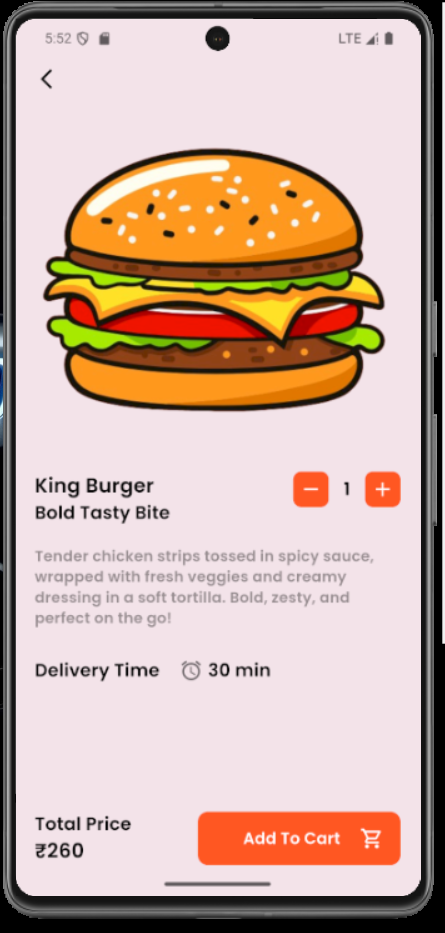 5:52
LTE
King Burger
1
Bold Tasty Bite
Tender chicken strips tossed in spicy sauce,
wrapped with fresh veggies and creamy
dressing in a soft tortilla. Bold, zesty, and
perfect on the go!
Delivery Time
30 min
Total Price
₹260
Add To Cart